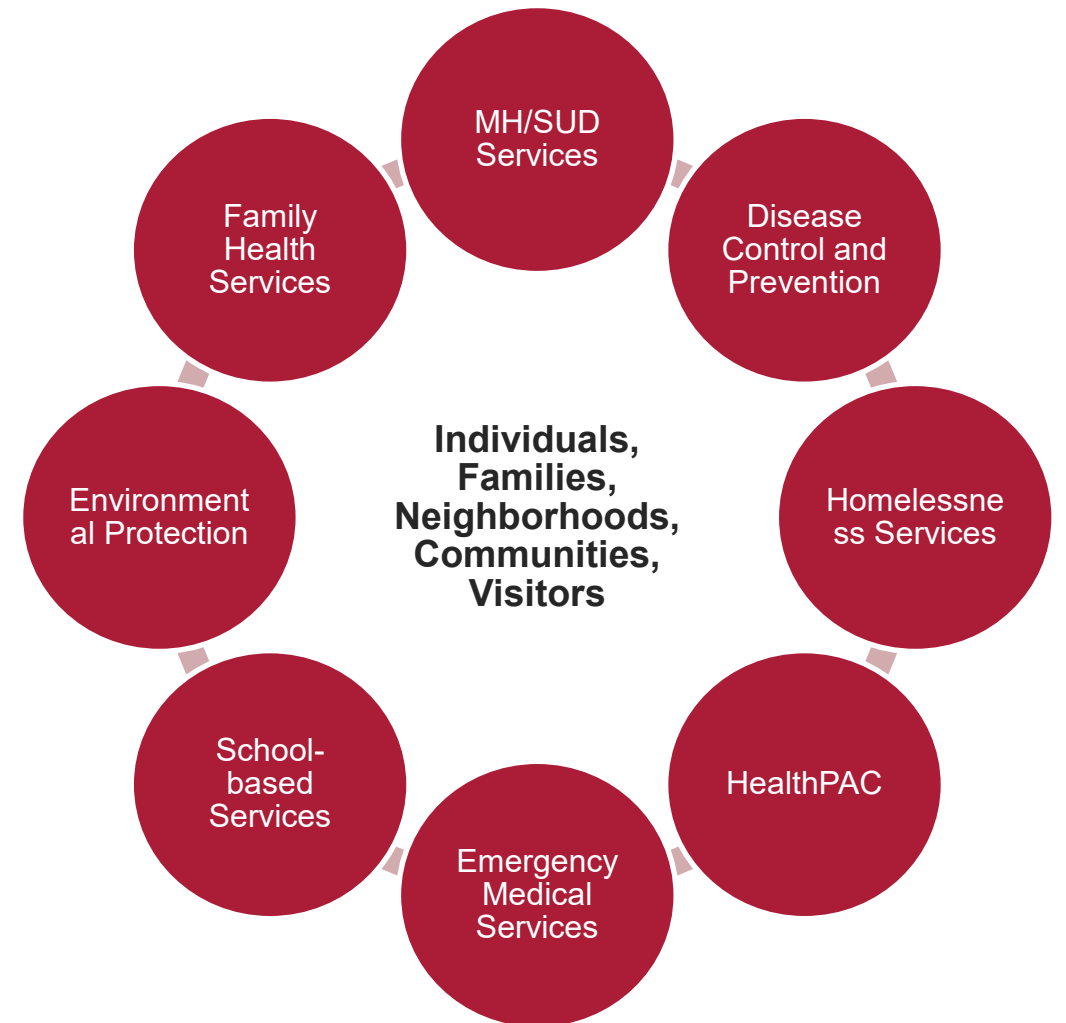 MH/SUD
Services
Disease
Control and
Prevention
Homelessne
ss Services
HealthPAC
Emergency
Medical
Services
School-
based
Services
Environment
al Protection
Family
Health
Services
Individuals,
Families,
Neighborhoods,
Communities,
Visitors